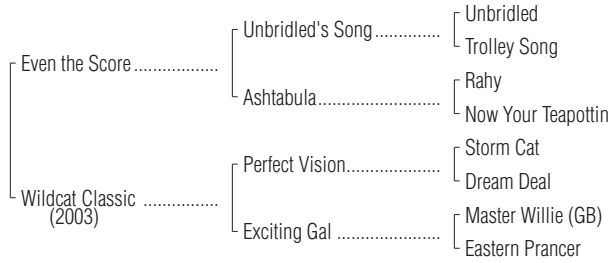 Unbridled
Unbridled's Song..............
Trolley Song
Even the Score..................
Rahy
Ashtabula..........................
Now Your Teapottin
Storm Cat
Perfect Vision....................
Dream Deal
Wildcat Classic ................
(2003)
Master Willie (GB)
Exciting Gal ......................
Eastern Prancer